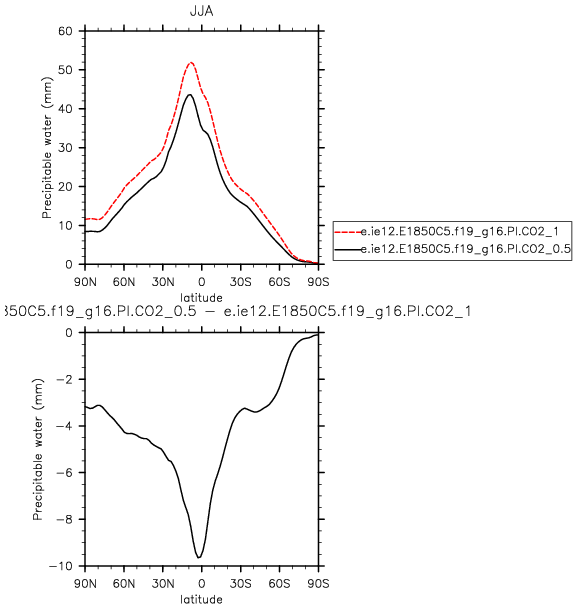 JJA
Precipitable water (mm)
60
50
40
30
20
10
0
90N 60N 30N 0 30S 60S 90S
latitude
e.ie12.E1850C5.f19_g16.PI.CO2_1
e.ie12.E1850C5.f19_g16.PI.CO2_0.5
850C5.f19_g16.PI.CO2_0.5 – e.ie12.E1850C5.f19_g16.PI.CO2_1
Precipitable water (mm)
0
−2
−4
−6
−8
−10
90N 60N 30N 0 30S 60S 90S
latitude